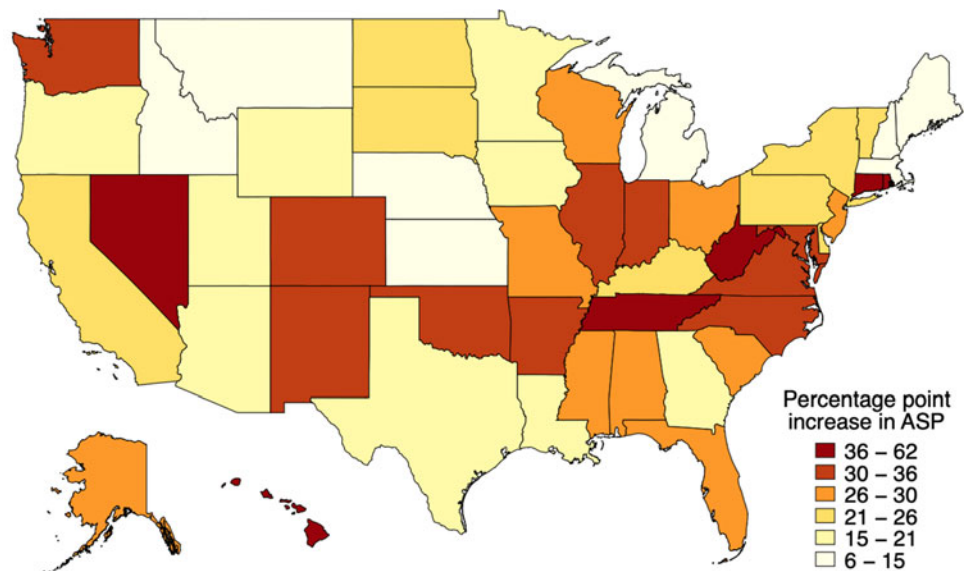 Percentage point
increase in ASP
36 – 62
30 – 36
26 – 30
21 – 26
15 – 21
6 – 15